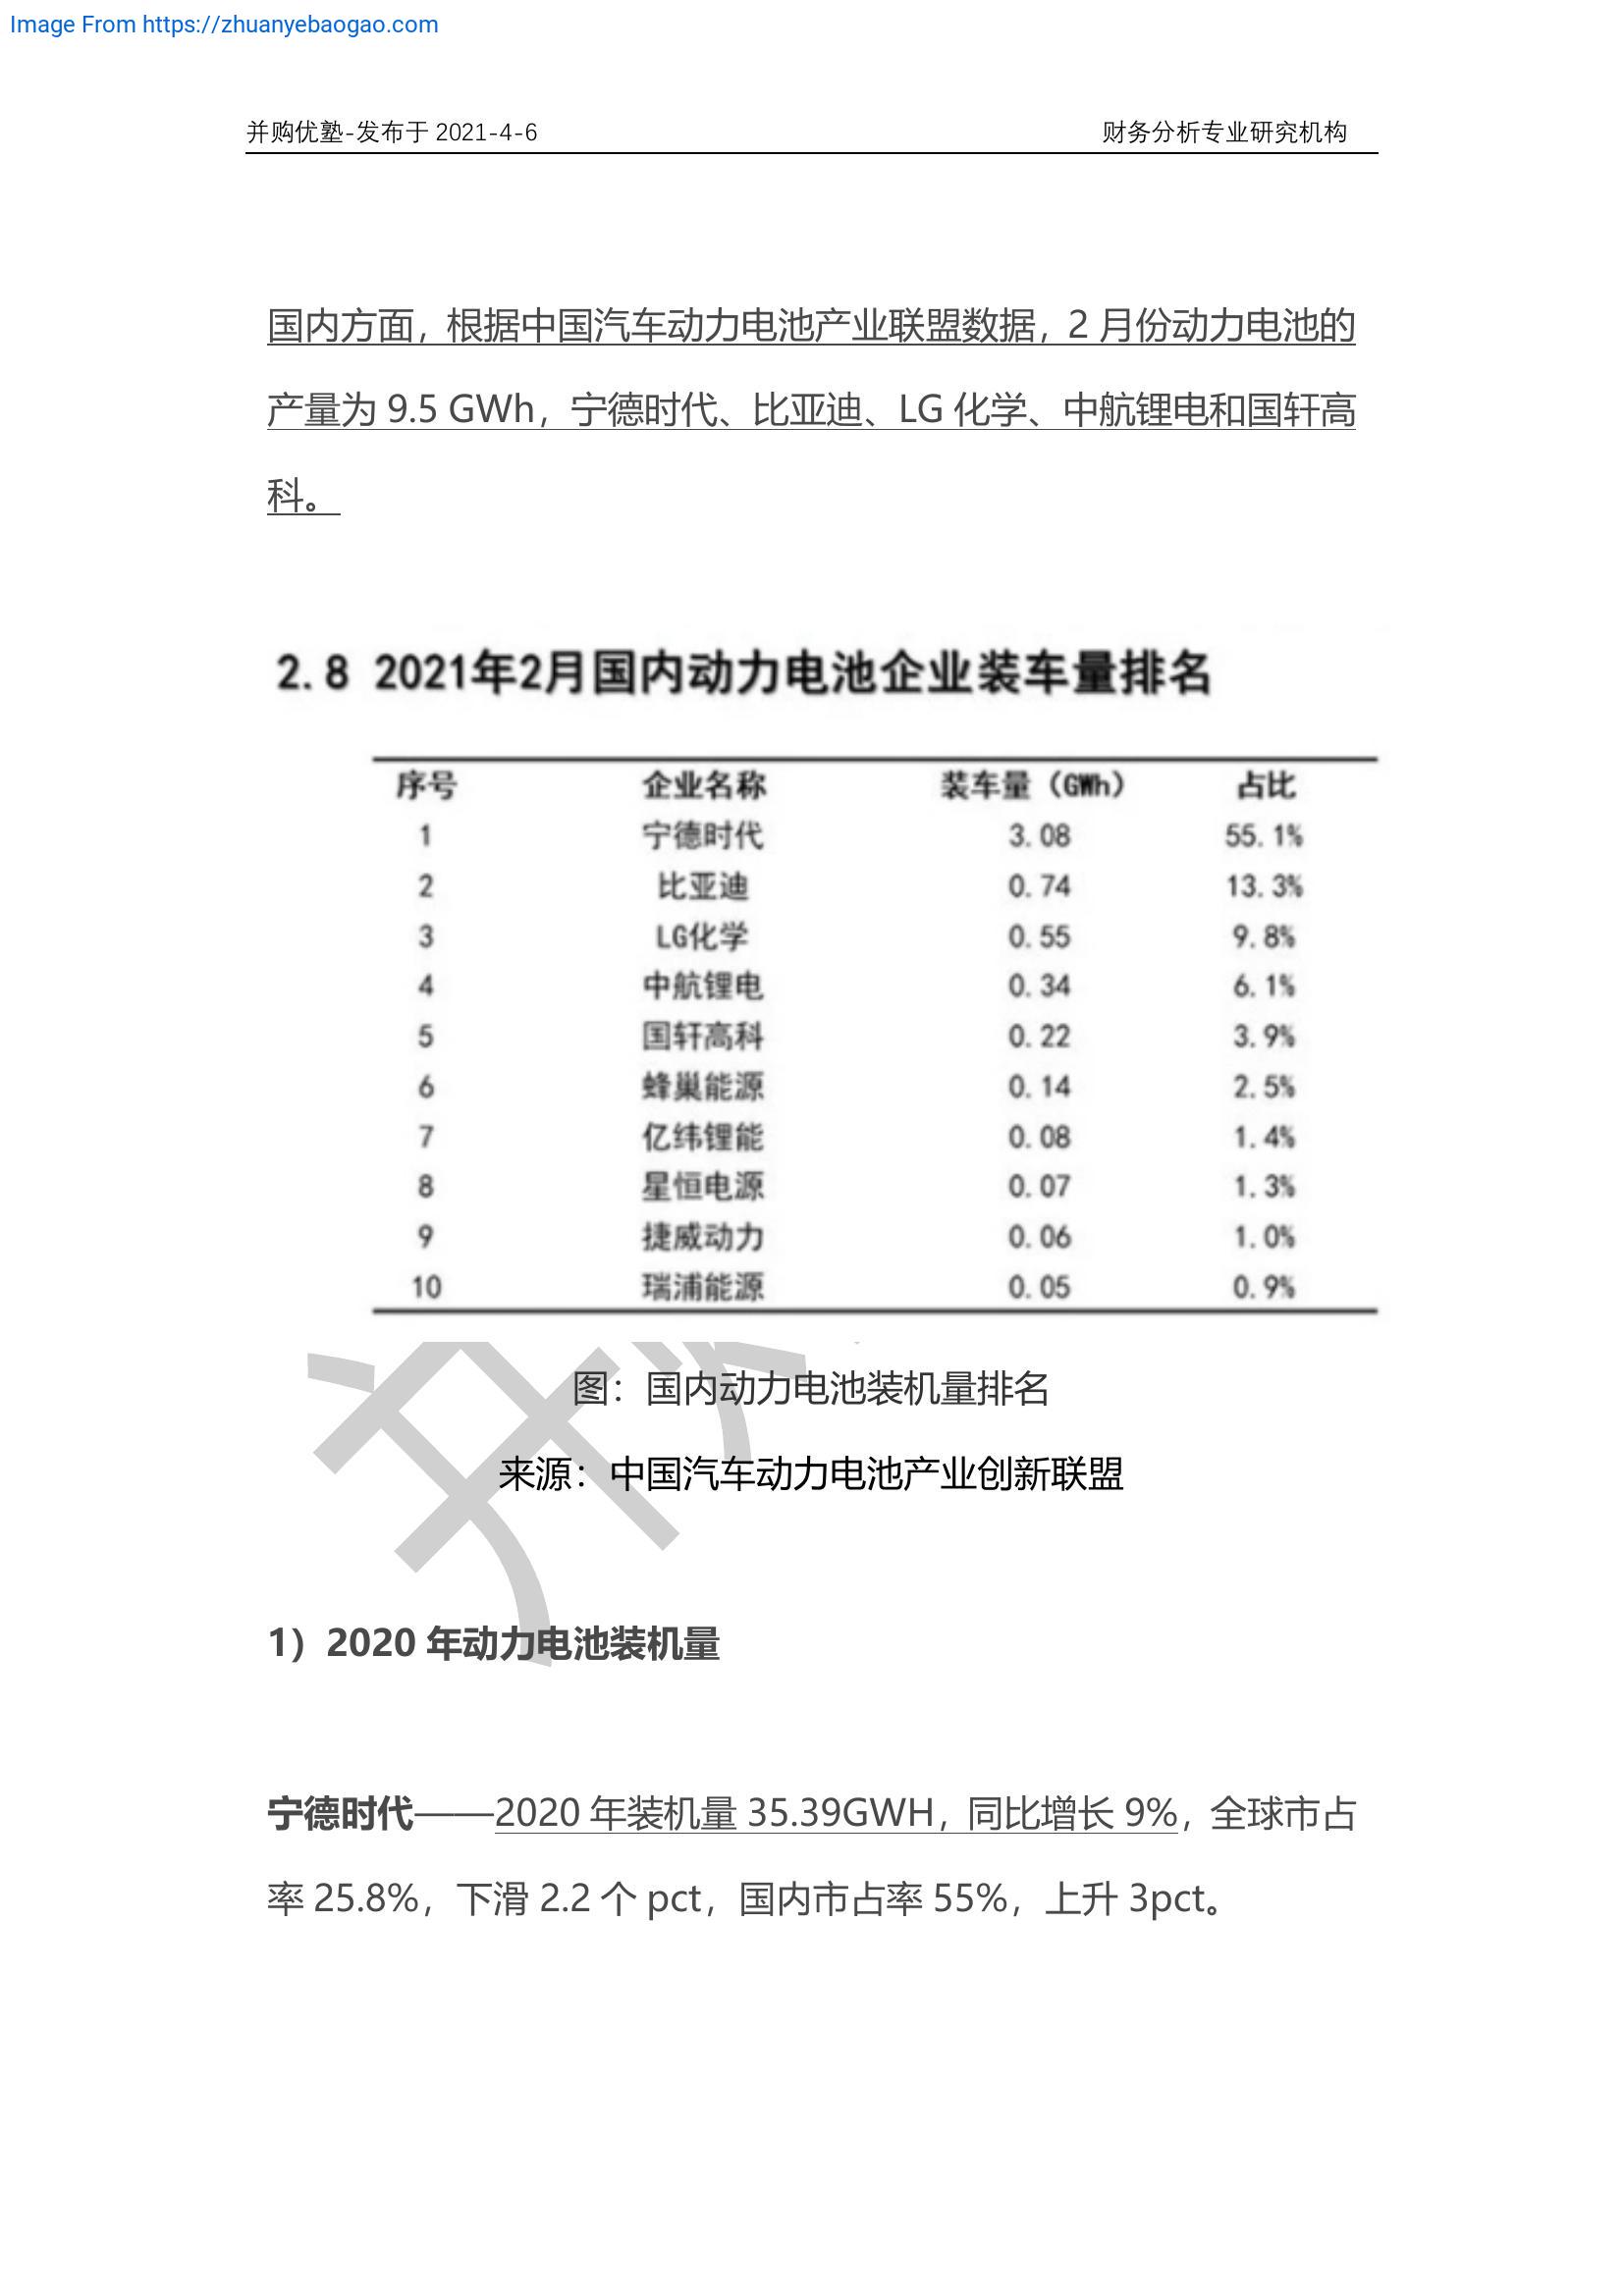 Image From https://zhuanyebaogao.com
并购优塾-发布于 2021-4-6 财务分析专业研究机构
国内方面，根据中国汽车动力电池产业联盟数据，2 月份动力电池的
产量为 9.5 GWh，宁德时代、比亚迪、LG 化学、中航锂电和国轩高
科。
2.8 2021年2月国内动力电池企业装车量排名
序号 企业名称 装车量（GWh） 占比
1 宁德时代 3.08 55.1%
2 比亚迪 0.74 13.3%
3 LG化学 0.55 9.8%
4 中航锂电 0.34 6.1%
5 国轩高科 0.22 3.9%
6 蜂巢能源 0.14 2.5%
7 亿纬锂能 0.08 1.4%
8 星恒电源 0.07 1.3%
9 捷威动力 0.06 1.0%
10 瑞浦能源 0.05 0.9%
图：国内动力电池装机量排名
来源：中国汽车动力电池产业创新联盟
1）2020 年动力电池装机量
宁德时代——2020 年装机量 35.39GWH，同比增长 9%，全球市占
率 25.8%，下滑 2.2 个 pct，国内市占率 55%，上升 3pct。